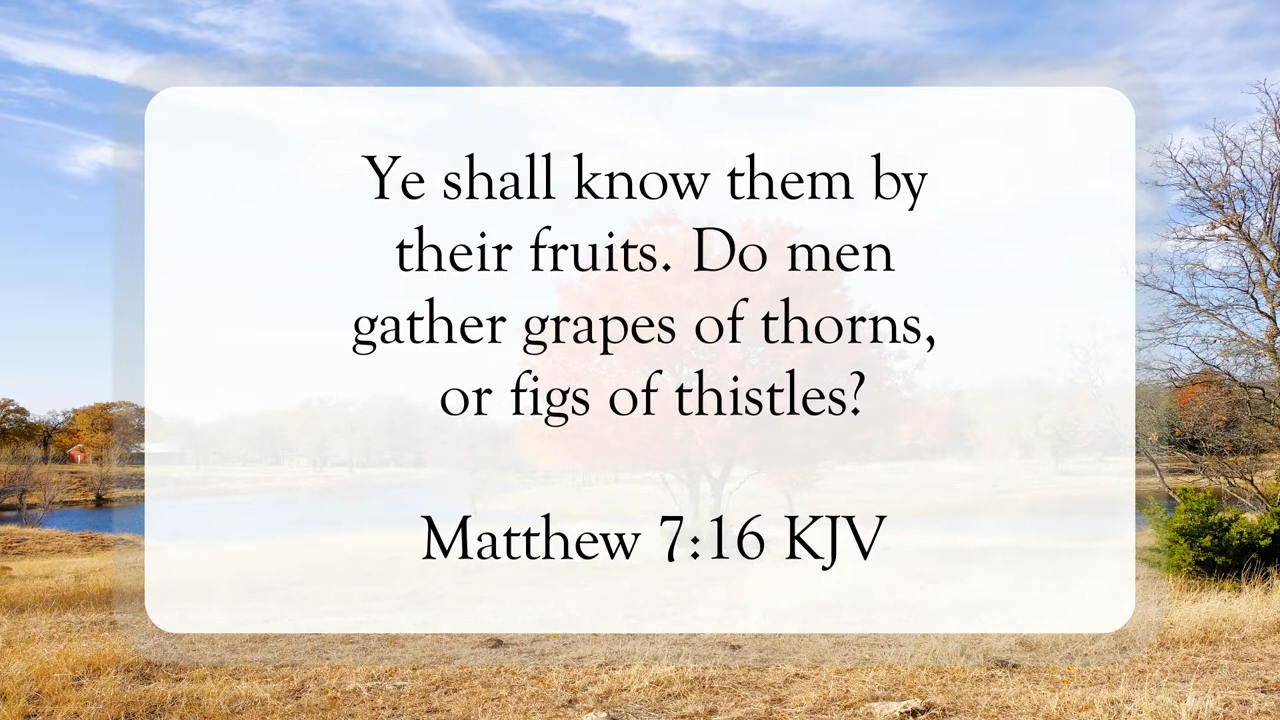 Ye shall know them by
their fruits. Do men
gather grapes of thorns,
or figs of thistles?
Matthew 7:16 KJV